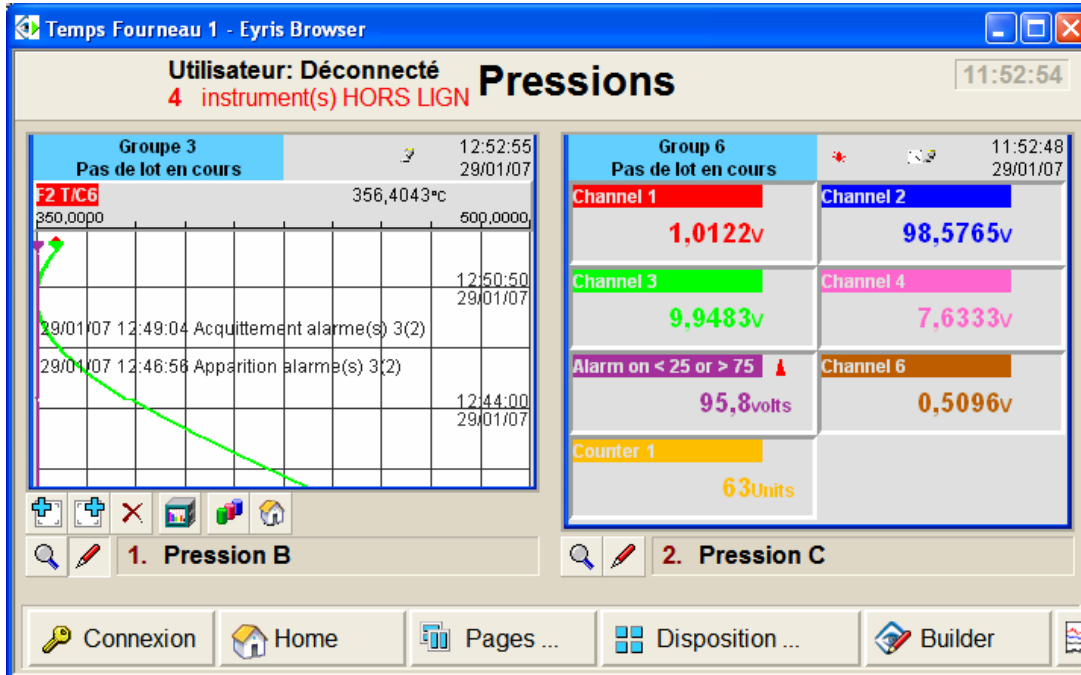 Temps Fourneau 1 - Eyris Browser
Utilisateur: Déconnecté
4 instrument(s) HORS LIGN
Pressions
11:52:54
Groupe 3
Pas de lot en cours
12:52:55
29/01/07
F2 T/C6
356,4043°C
350,0000
500,0000
12:50:50
29/01/07
29/01/07 12:49:04 Acquittement alarme(s) 3(2)
29/01/07 12:46:56 Apparition alarme(s) 3(2)
12:44:00
29/01/07
1. Pression B
Group 6
Pas de lot en cours
11:52:48
29/01/07
Channel 1
1,0122V
Channel 2
98,5765V
Channel 3
9,9483V
Channel 4
7,6333V
Alarm on < 25 or > 75
95,8volts
Channel 6
0,5096V
Counter 1
63Units
2. Pression C
Connexion
Home
Pages ...
Disposition ...
Builder